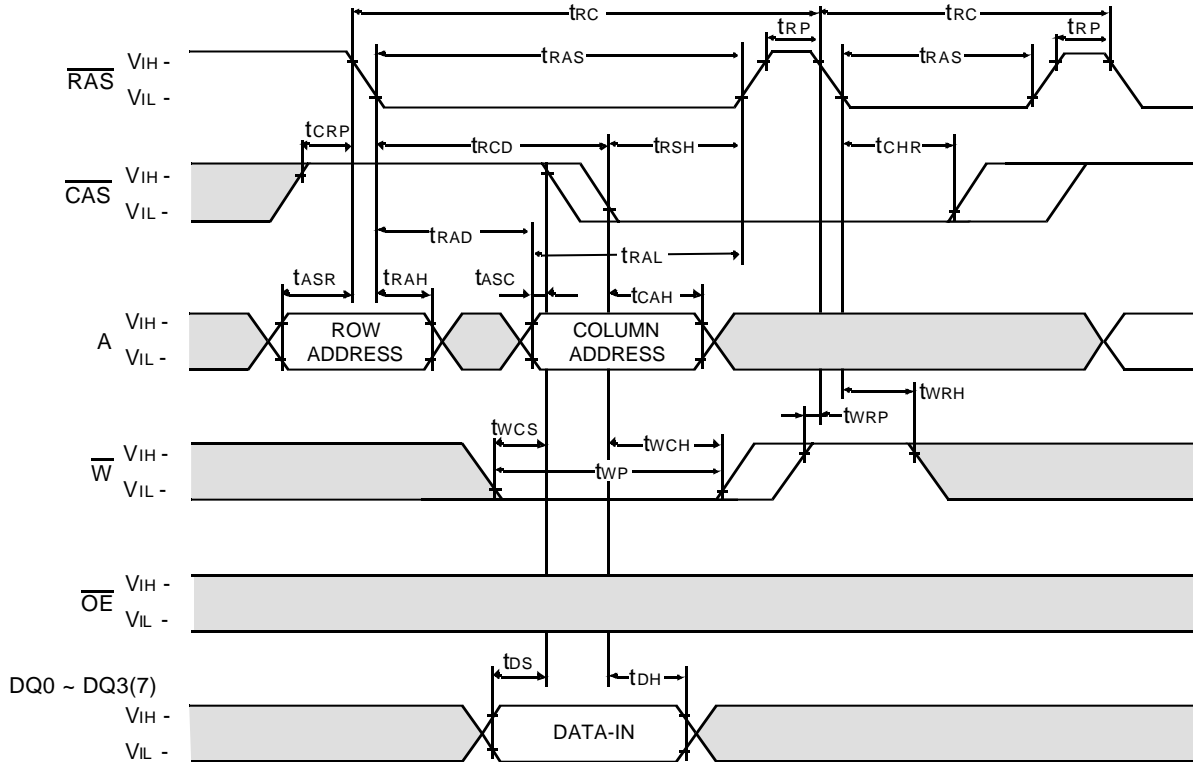 tRC tRC
tRP tRP
RAS VIH - tRAS tRAS
VIL -
tCRP tRCD tRSH tCHR
CAS VIH -
VIL -
tRAD tRAL
tASR tRAH tASC tCAH
A VIH - ROW ADDRESS COLUMN ADDRESS
VIL -
tWRH
tWRP
tWCS tWCH
W VIH - tWP
VIL -
OE VIH -
VIL -
tDS tDH
DQ0 ~ DQ3(7)
VIH - DATA-IN
VIL -